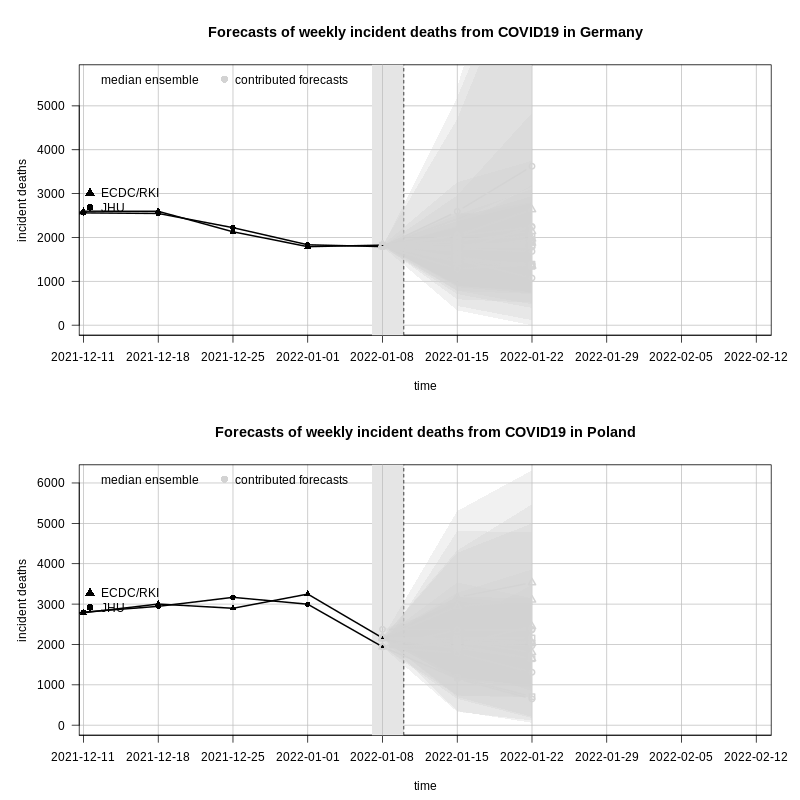 Forecasts of weekly incident deaths from COVID19 in Germany
median ensemble contributed forecasts
5000
4000
3000
2000
1000
0
incident deaths
ECDC/RKI
JHU
2021-12-11 2021-12-18 2021-12-25 2022-01-01 2022-01-08 2022-01-15 2022-01-22 2022-01-29 2022-02-05 2022-02-12
time
Forecasts of weekly incident deaths from COVID19 in Poland
median ensemble contributed forecasts
6000
5000
4000
3000
2000
1000
0
incident deaths
ECDC/RKI
JHU
2021-12-11 2021-12-18 2021-12-25 2022-01-01 2022-01-08 2022-01-15 2022-01-22 2022-01-29 2022-02-05 2022-02-12
time